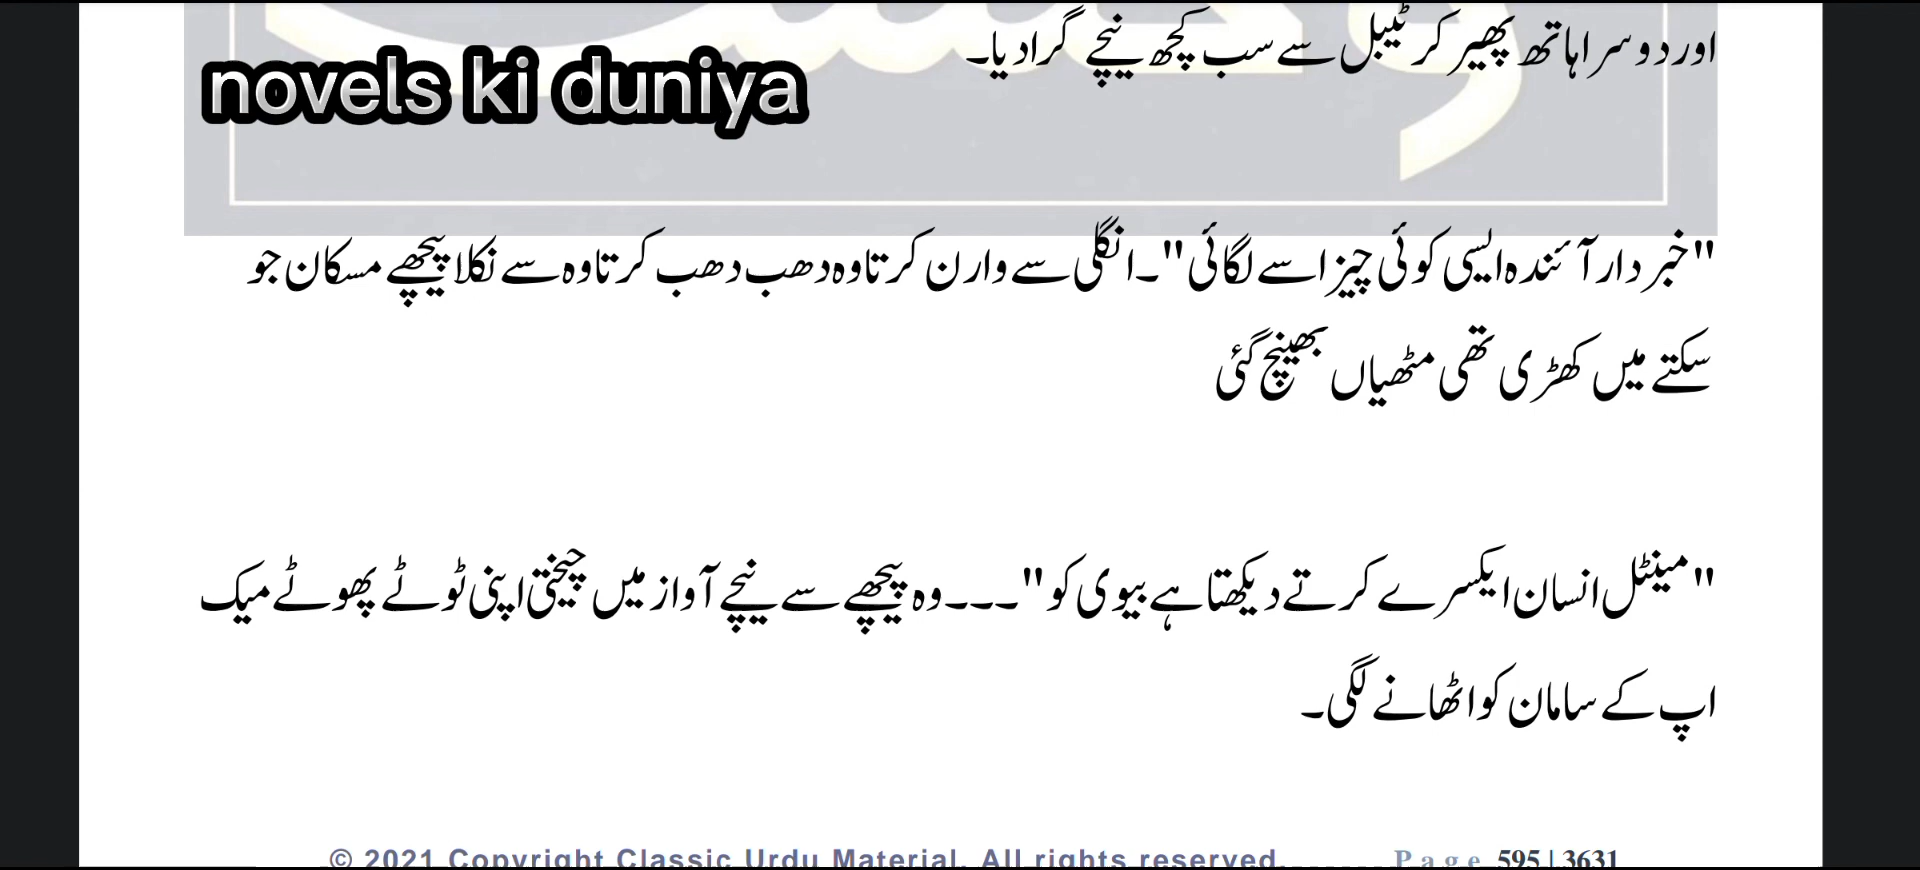 اور دوسرا ہاتھ پھیر کر ٹیبل سے سب کچھ نیچے گرا دیا۔
novels ki duniya
"خبردار آئندہ ایسی کوئی چیز اسے لگائی"۔ انگلی سے وارن کرتا وہ دھب دھب کرتا وہ سے نکلا پیچھے مسکان جو
سکتے میں کھڑی تھی مٹھیاں بھینچ گئی
"مینٹل انسان ایکسرے کرتے دیکھتا ہے بیوی کو"۔۔۔ وہ پیچھے سے نیچے آواز میں چیختی اپنی ٹوٹے پھوٹے میک
اپ کے سامان کو اٹھانے لگی۔
© 2021 Copyright Classic Urdu Material. All rights reserved........ Page 595 | 3631